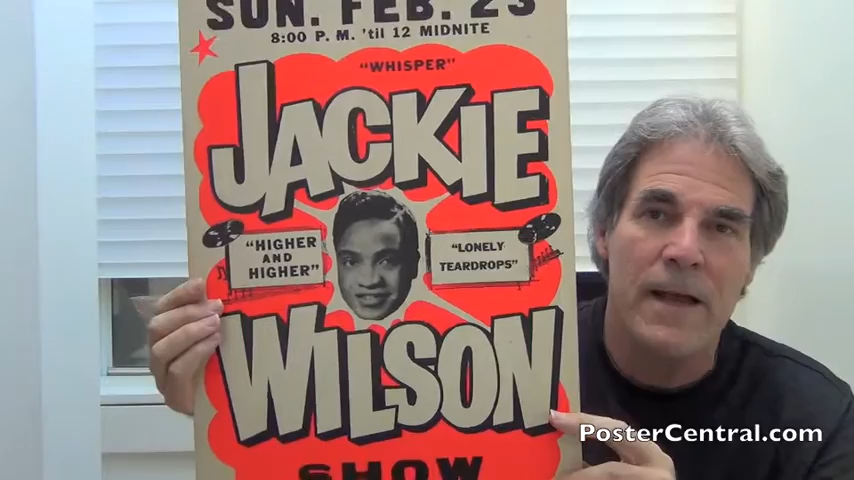 SUN. FEB. 23
8:00 P. M. 'til 12 MIDNITE
"WHISPER"
JACKIE
"HIGHER
AND
HIGHER"
"LONELY
TEARDROPS"
WILSON
SHOW
PosterCentral.com